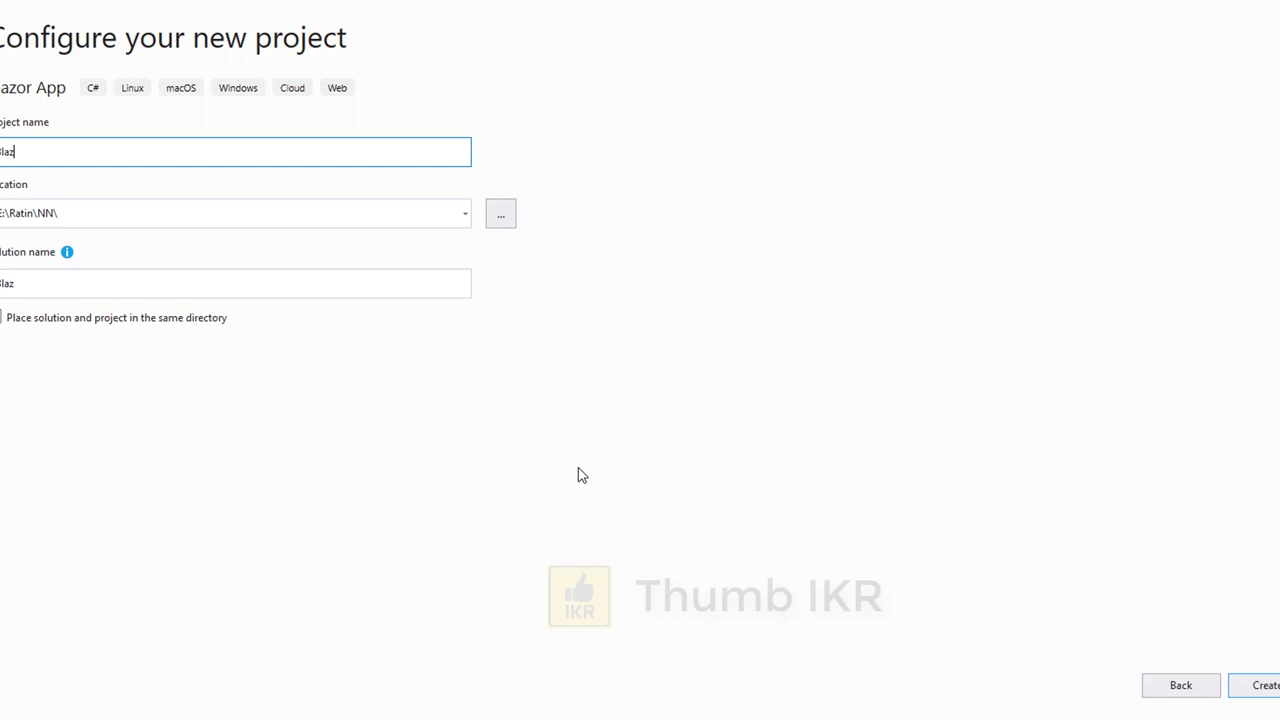 Configure your new project
azor App C# Linux macOS Windows Cloud Web
oject name
Blaz
cation
E:\Ratin\NN\
...
lution name
Blaz
Place solution and project in the same directory
IKR Thumb IKR
Back Create